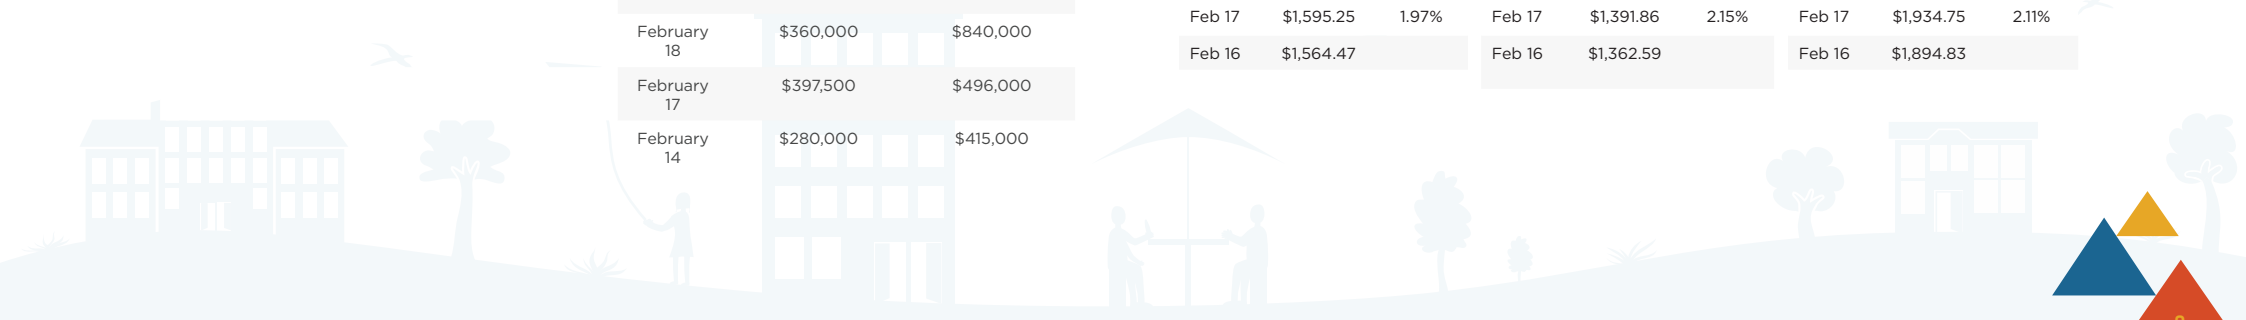 February $360,000 $840,000
18
February $397,500 $496,000
17
February $280,000 $415,000
14
Feb 17 $1,595.25 1.97%
Feb 16 $1,564.47
Feb 17 $1,391.86 2.15%
Feb 16 $1,362.59
Feb 17 $1,934.75 2.11%
Feb 16 $1,894.83